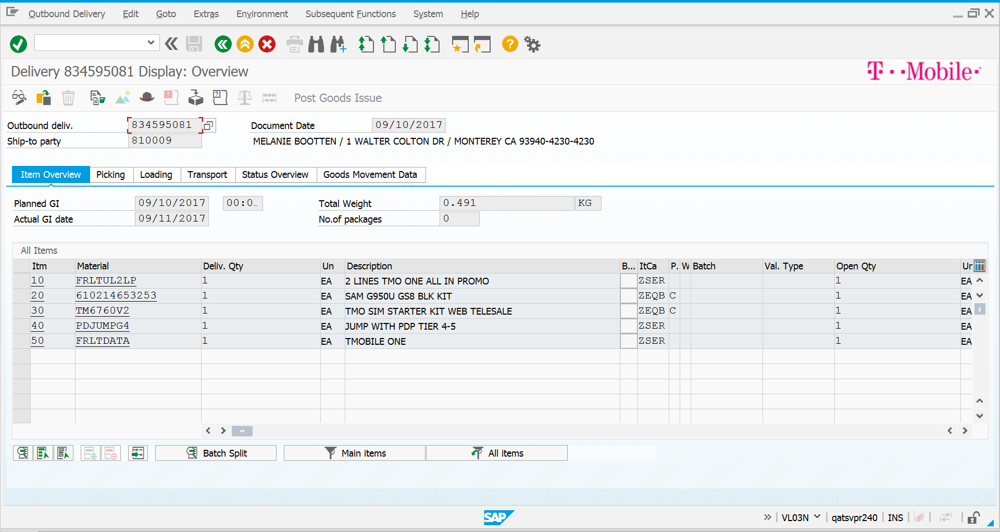 Outbound Delivery Edit Goto Extras Environment Subsequent Functions System Help
Delivery 834595081 Display: Overview
T··Mobile·
Post Goods Issue
Outbound deliv. 834595081 Document Date 09/10/2017
Ship-to party 810009 MELANIE BOOTTEN / 1 WALTER COLTON DR / MONTEREY CA 93940-4230-4230
Item Overview Picking Loading Transport Status Overview Goods Movement Data
Planned GI 09/10/2017 00:0… Total Weight 0.491 KG
Actual GI date 09/11/2017 No.of packages 0
All Items
Itm Material Deliv. Qty Un Description B... ItCa P. W Batch Val. Type Open Qty Ur
10 FRLTUL2LP 1 EA 2 LINES TMO ONE ALL IN PROMO ZSER 1 EA
20 610214653253 1 EA SAM G950U GS8 BLK KIT ZEQB C 1 EA
30 TM6760V2 1 EA TMO SIM STARTER KIT WEB TELESALE ZEQB C 1 EA
40 PDJUMPG4 1 EA JUMP WITH PDP TIER 4-5 ZSER 1 EA
50 FRLTDATA 1 EA TMOBILE ONE ZSER 1 EA
Batch Split Main items All items
SAP VL03N qatsvpr240 INS